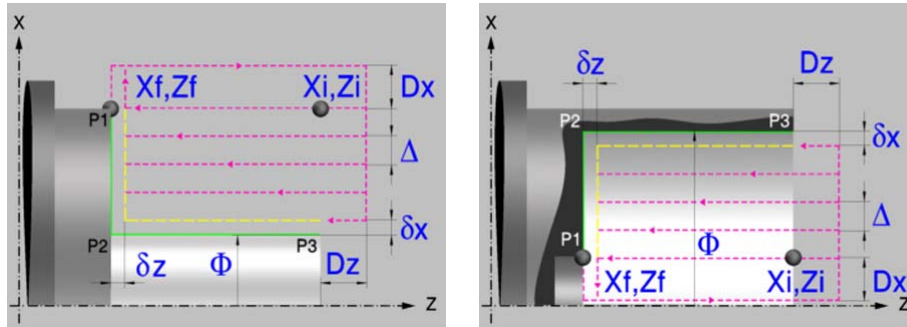 X
Xf,Zf
Xi,Zi
Dx
P1
Δ
δx
P2
P3
δz
Φ
Dz
Z
X
δz
Dz
P2
P3
δx
Δ
P1
Φ
Xf,Zf
Xi,Zi
Dx
Z